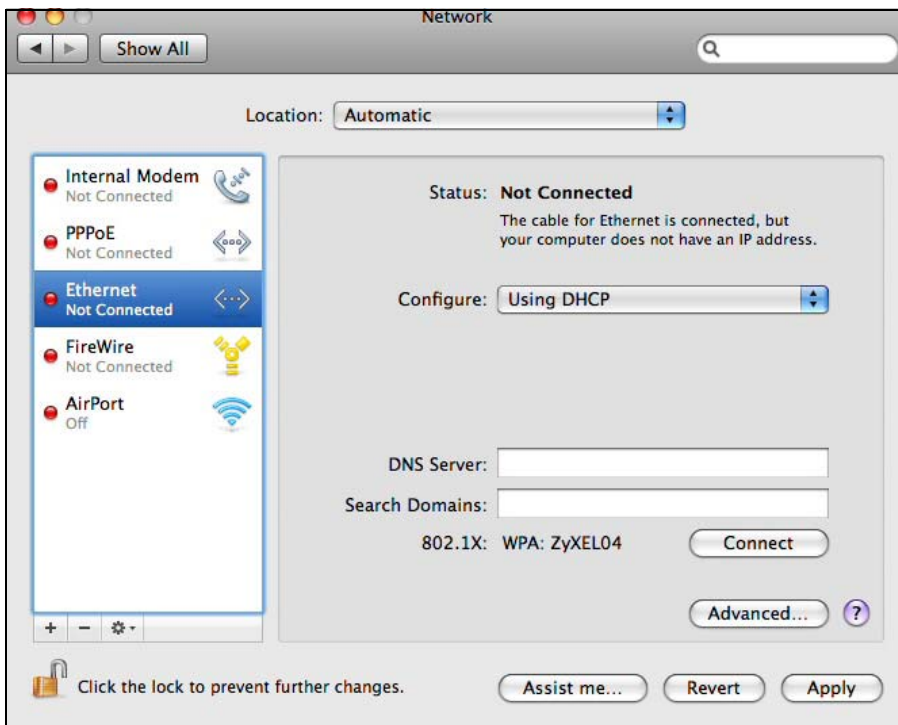 Network
Show All
Location: Automatic
Internal Modem
Not Connected
PPPoE
Not Connected
Ethernet
Not Connected
FireWire
Not Connected
AirPort
Off
Status: Not Connected
The cable for Ethernet is connected, but
your computer does not have an IP address.
Configure: Using DHCP
DNS Server:
Search Domains:
802.1X: WPA: ZyXEL04 Connect
Advanced... ?
+ -
Click the lock to prevent further changes.
Assist me... Revert Apply